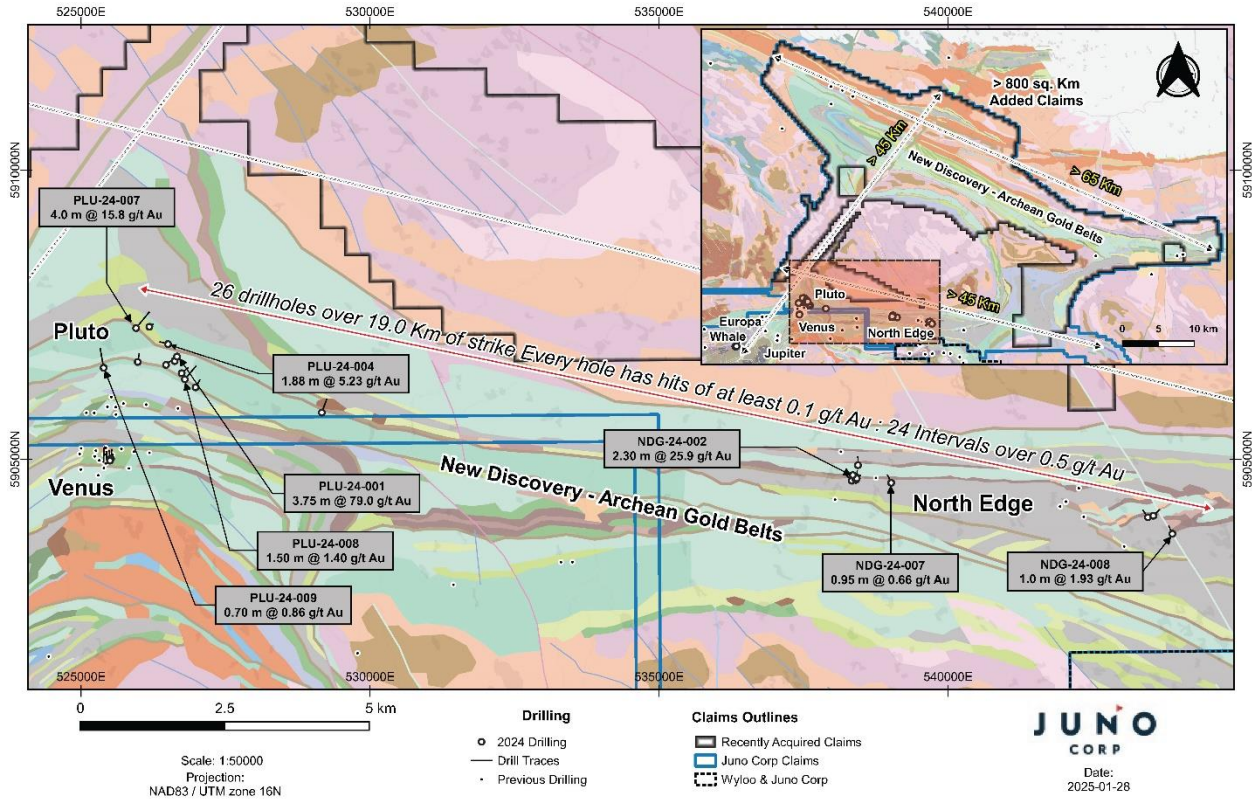 525000E
530000E
535000E
540000E
5910000N
5905000N
PLU-24-007
4.0 m @ 15.8 g/t Au
Pluto
26 drillholes over 19.0 Km of strike Every hole has hits of at least 0.1 g/t Au : 24 Intervals over 0.5 g/t Au
PLU-24-004
1.88 m @ 5.23 g/t Au
NDG-24-002
2.30 m @ 25.9 g/t Au
Venus
New Discovery - Archean Gold Belts
North Edge
PLU-24-001
3.75 m @ 79.0 g/t Au
PLU-24-008
1.50 m @ 1.40 g/t Au
NDG-24-007
0.95 m @ 0.66 g/t Au
NDG-24-008
1.0 m @ 1.93 g/t Au
PLU-24-009
0.70 m @ 0.86 g/t Au
> 800 sq. Km
Added Claims
> 45 Km
> 65 Km
New Discovery - Archean Gold Belts
> 45 Km
Pluto
Venus
North Edge
Europa
Whale
Jupiter
0 5 10 km
5910000N
5905000N
525000E
530000E
535000E
540000E
0 2.5 5 km
Scale: 1:50000
Projection:
NAD83 / UTM zone 16N
Drilling
2024 Drilling
Drill Traces
Previous Drilling
Claims Outlines
Recently Acquired Claims
Juno Corp Claims
Wyloo & Juno Corp
JUNO
CORP
Date:
2025-01-28